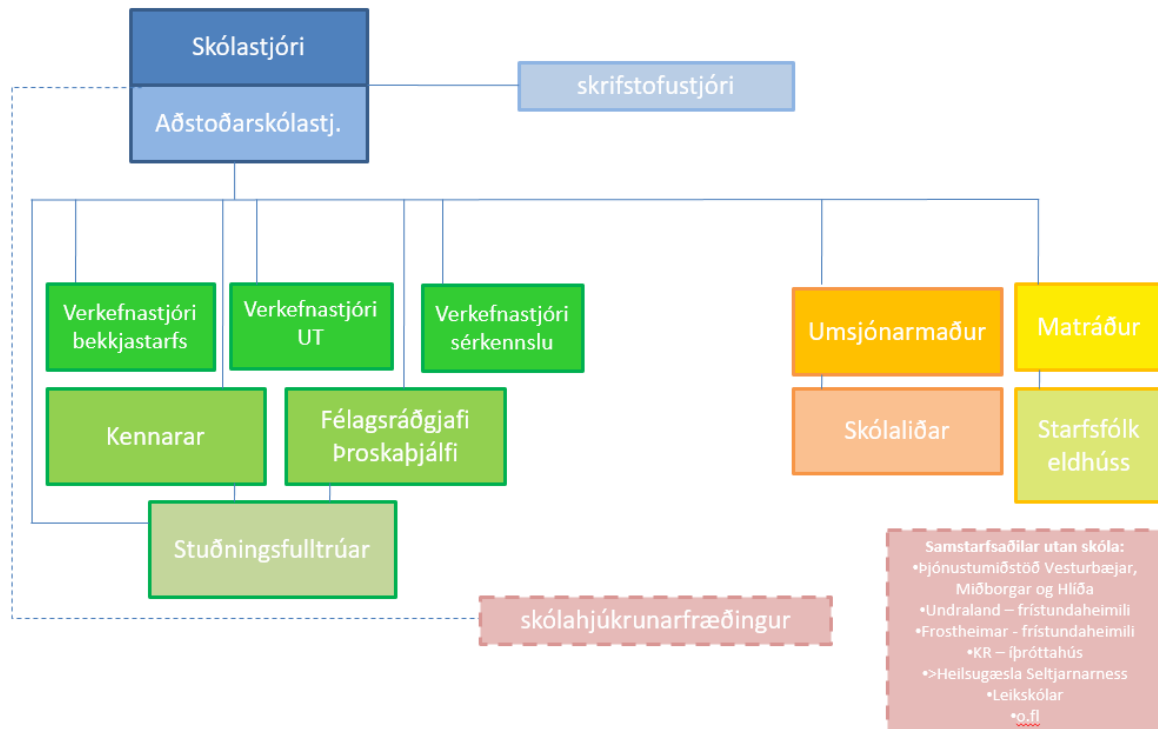 Skólastjóri
skrifstofustjóri
Aðstoðarskólastj.
Verkefnastjóri
bekkjastarfs
Verkefnastjóri
UT
Verkefnastjóri
sérkennslu
Umsjónarmaður
Matráður
Kennarar
Félagsráðgjafi
Þroskaþjálfi
Skólaliðar
Starfsfólk
eldhúss
Stuðningsfulltrúar
skólahjúkrunarfræðingur
Samstarfsaðilar utan skóla:
•Þjónustumiðstöð Vesturbæjar,
Miðborgar og Hlíða
•Undraland – frístundaheimili
•Frostheimar - frístundaheimili
•KR – íþróttahús
•>Heilsugæsla Seltjarnarness
•Leikskólar
•o.fl